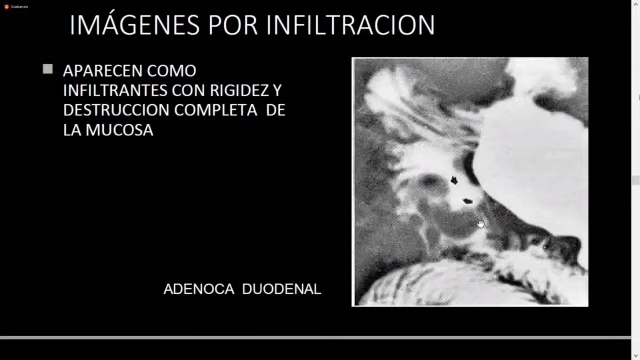 IMÁGENES POR INFILTRACION
APARECEN COMO
INFILTRANTES CON RIGIDEZ Y
DESTRUCCION COMPLETA DE
LA MUCOSA
ADENOCA DUODENAL